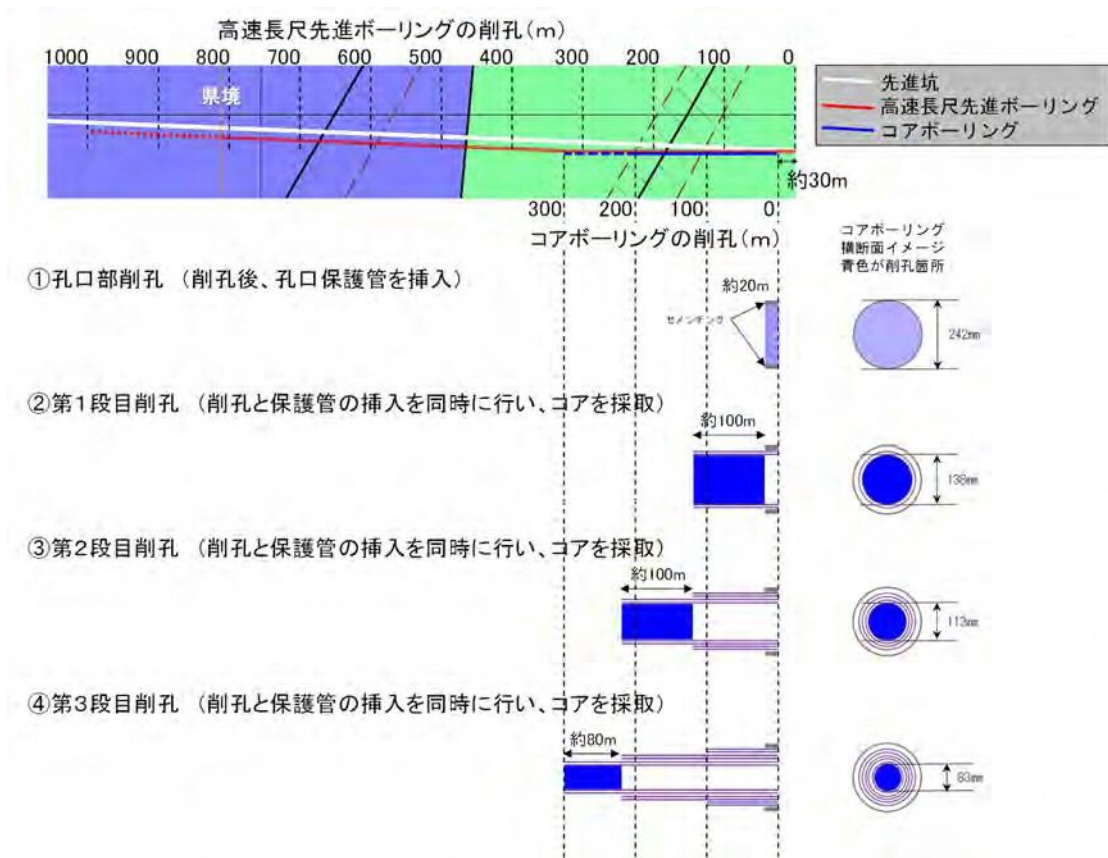 高速長尺先進ボーリングの削孔(m)
1000 900 800 700 600 500 400 300 200 100 0
県境
先進坑
高速長尺先進ボーリング
コアボーリング
約30m
300 200 100 0
コアボーリングの削孔(m)
コアボーリング
横断面イメージ
青色が削孔箇所
①孔口部削孔 (削孔後、孔口保護管を挿入)
約20m
セメンチング
242mm
②第1段目削孔 (削孔と保護管の挿入を同時に行い、コアを採取)
約100m
138mm
③第2段目削孔 (削孔と保護管の挿入を同時に行い、コアを採取)
約100m
113mm
④第3段目削孔 (削孔と保護管の挿入を同時に行い、コアを採取)
約80m
83mm